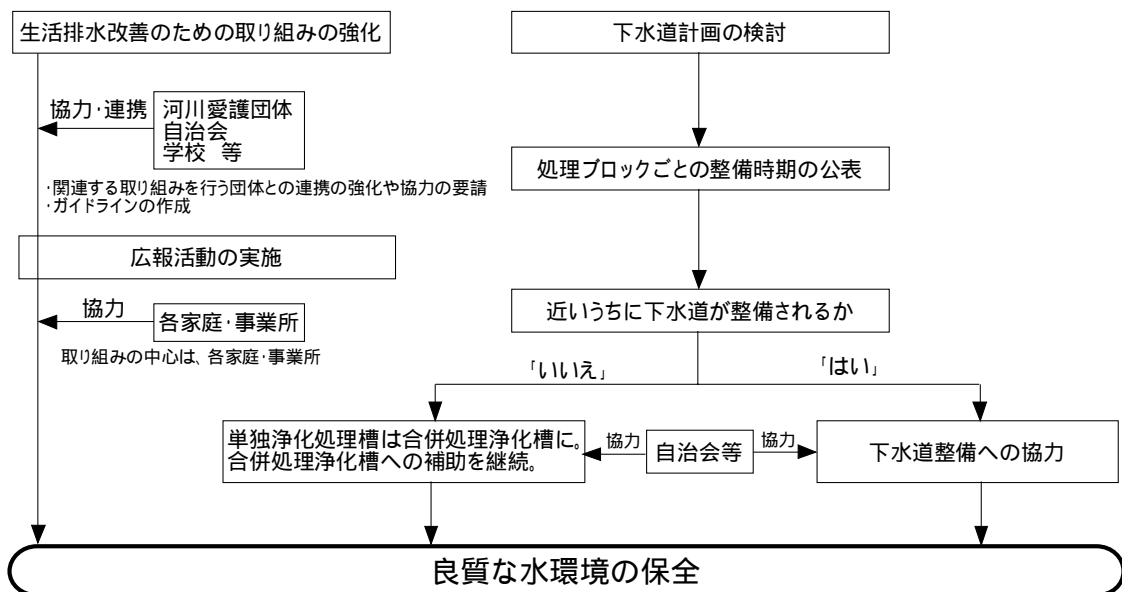 生活排水改善のための取り組みの強化
協力・連携
河川愛護団体
自治会
学校 等
・関連する取り組みを行う団体との連携の強化や協力の要請
・ガイドラインの作成
広報活動の実施
協力
各家庭・事業所
取り組みの中心は、各家庭・事業所
下水道計画の検討
処理ブロックごとの整備時期の公表
近いうちに下水道が整備されるか
「いいえ」
「はい」
単独浄化処理槽は合併処理浄化槽に。
合併処理浄化槽への補助を継続。
協力
自治会等
協力
下水道整備への協力
良質な水環境の保全